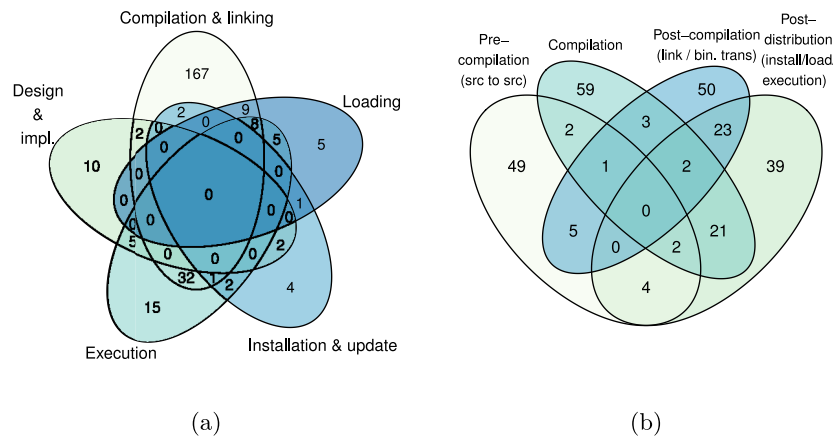 Compilation & linking
167
Design
&
impl.
Loading
2
9
0
8
2
0
0
5
0
0
5
10
0
0
0
0
0
1
0
0
0
0
0
5
0
0
0
2
32
1
2
4
15
Execution
Installation & update
(a)
Pre–
compilation
(src to src)
Compilation
Post–compilation
(link / bin. trans)
Post–
distribution
(install/load/
execution)
59
50
2
3
23
49
1
2
39
0
5
0
2
21
4
(b)